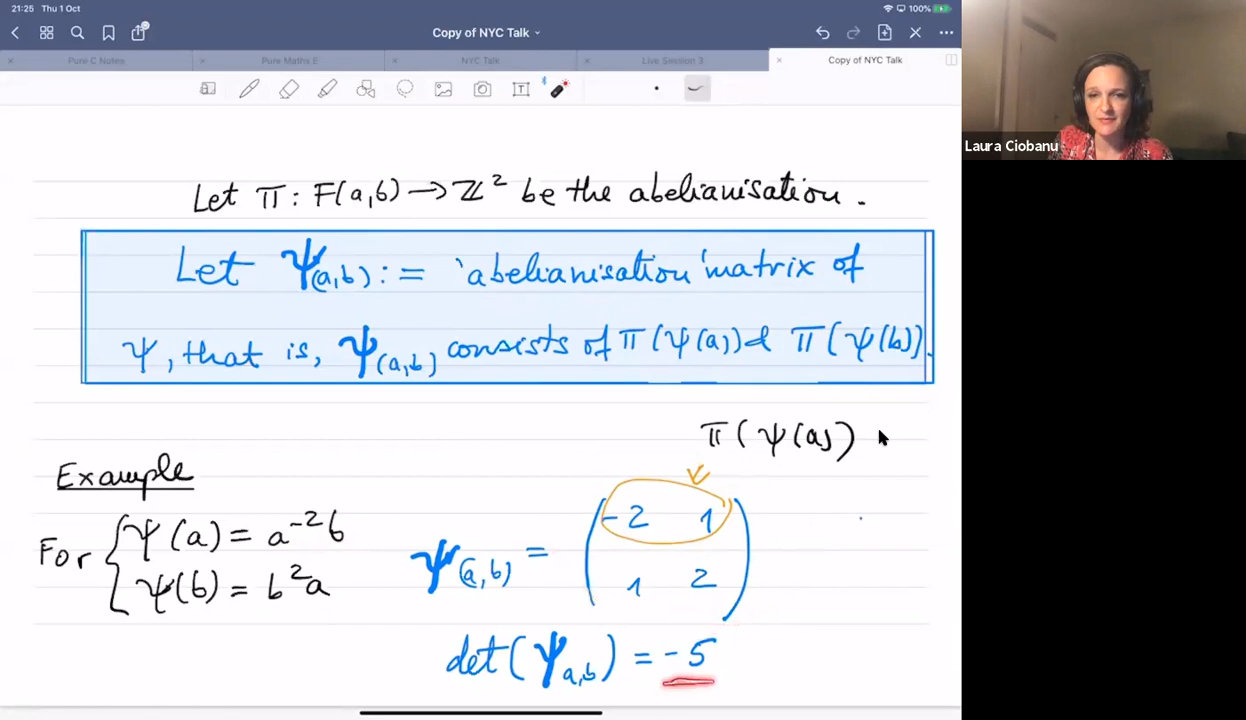 21:25 Thu 1 Oct
100%
Copy of NYC Talk
Pure C Notes
Pure Maths E
NYC Talk
Live Session 3
Copy of NYC Talk
Laura Ciobanu
Let π: F(a,b) → ℤ² be the abelianisation.
Let Ψ(a,b) := 'abelianisation' matrix of
ψ, that is, Ψ(a,b) consists of π(ψ(a)) & π(ψ(b)).
π(ψ(a))
Example
For { ψ(a) = a⁻²b
ψ(b) = b²a
Ψ(a,b) = ( -2 1
1 2 )
det(Ψa,b) = -5